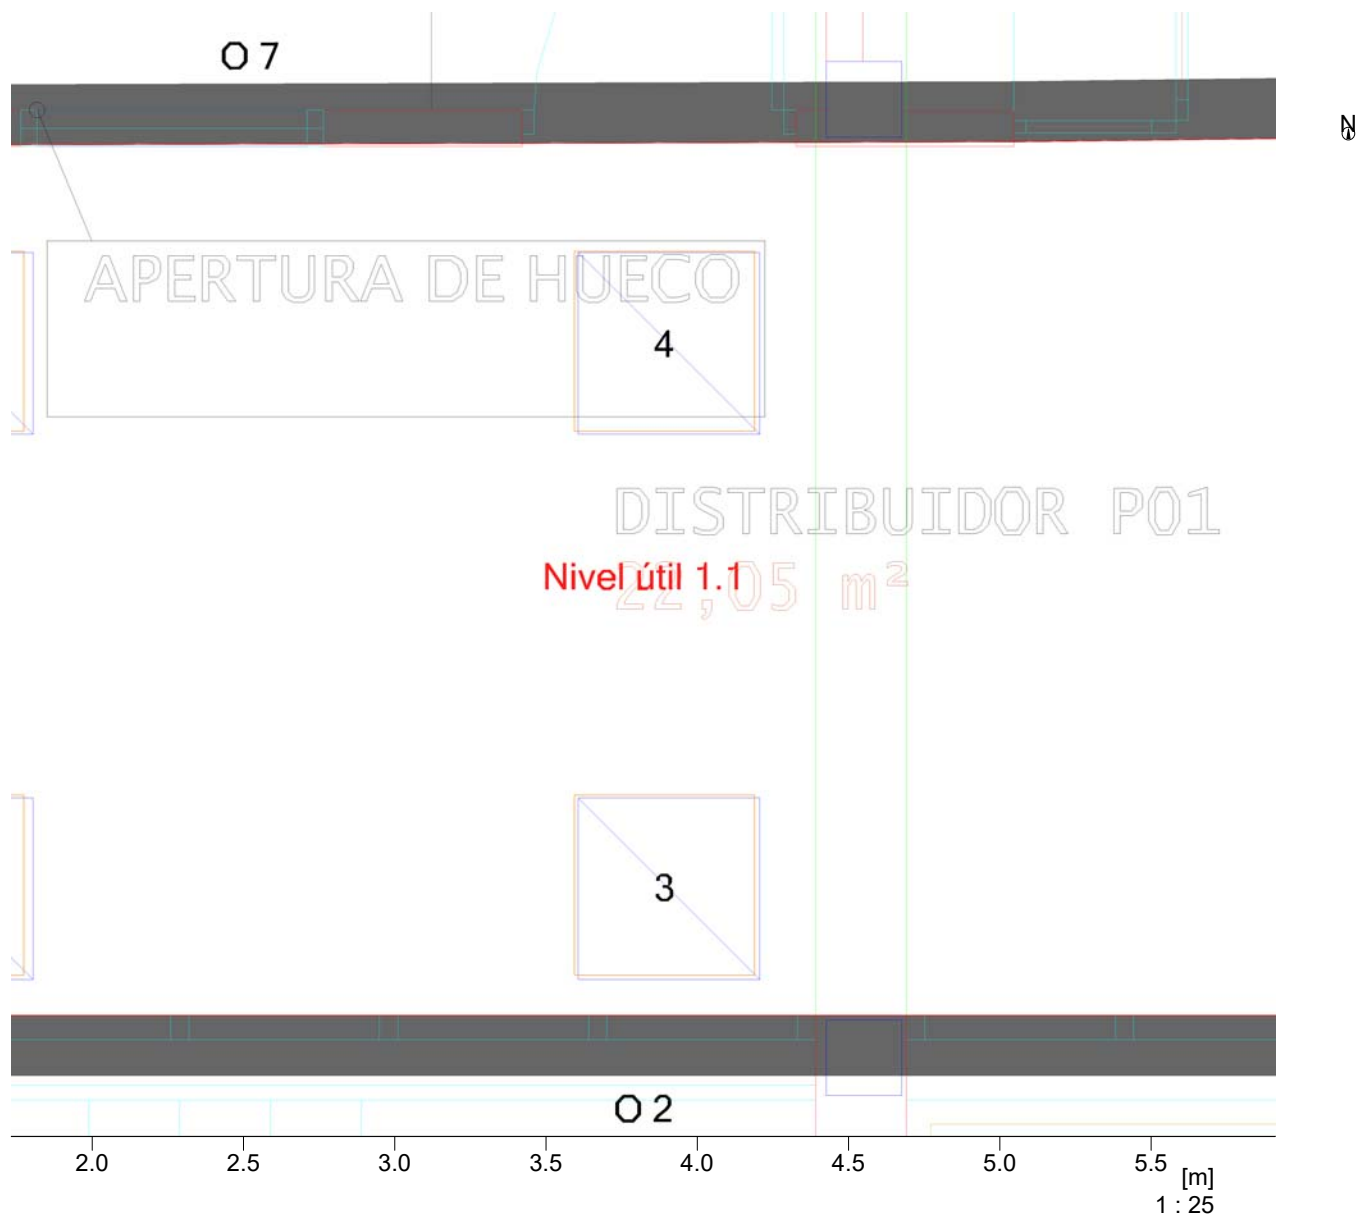 O 7
N
APERTURA DE HUECO
4
DISTRIBUIDOR P01
Nivel útil 1.1
22,05 m²
3
O 2
2.0 2.5 3.0 3.5 4.0 4.5 5.0 5.5
[m]
1 : 25